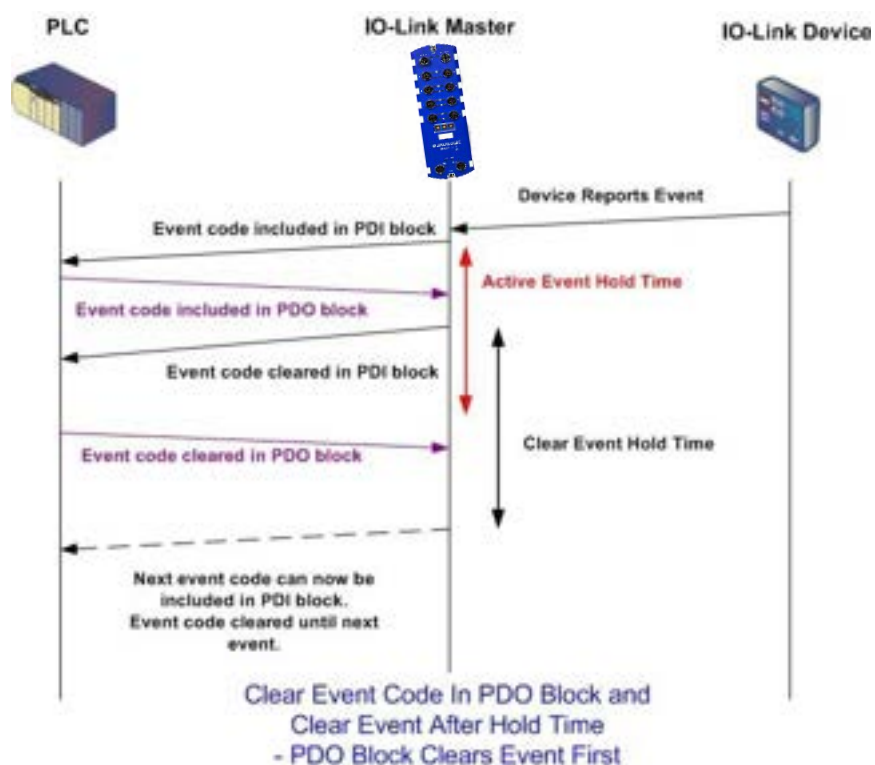 PLC
IO-Link Master
IO-Link Device
Device Reports Event
Event code included in PDI block
Active Event Hold Time
Event code included in PDO block
Event code cleared in PDI block
Clear Event Hold Time
Event code cleared in PDO block
Next event code can now be
included in PDI block.
Event code cleared until next
event.
Clear Event Code In PDO Block and
Clear Event After Hold Time
- PDO Block Clears Event First